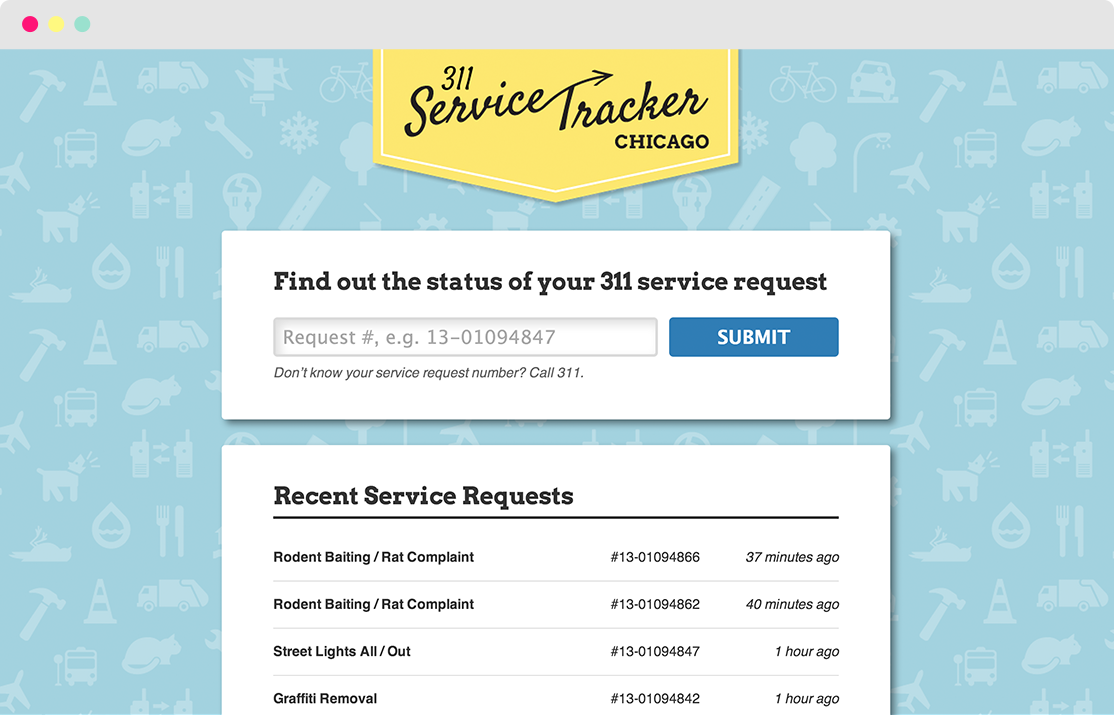 311
Service Tracker
CHICAGO
Find out the status of your 311 service request
Request #, e.g. 13-01094847
SUBMIT
Don't know your service request number? Call 311.
Recent Service Requests
Rodent Baiting / Rat Complaint #13-01094866 37 minutes ago
Rodent Baiting / Rat Complaint #13-01094862 40 minutes ago
Street Lights All / Out #13-01094847 1 hour ago
Graffiti Removal #13-01094842 1 hour ago